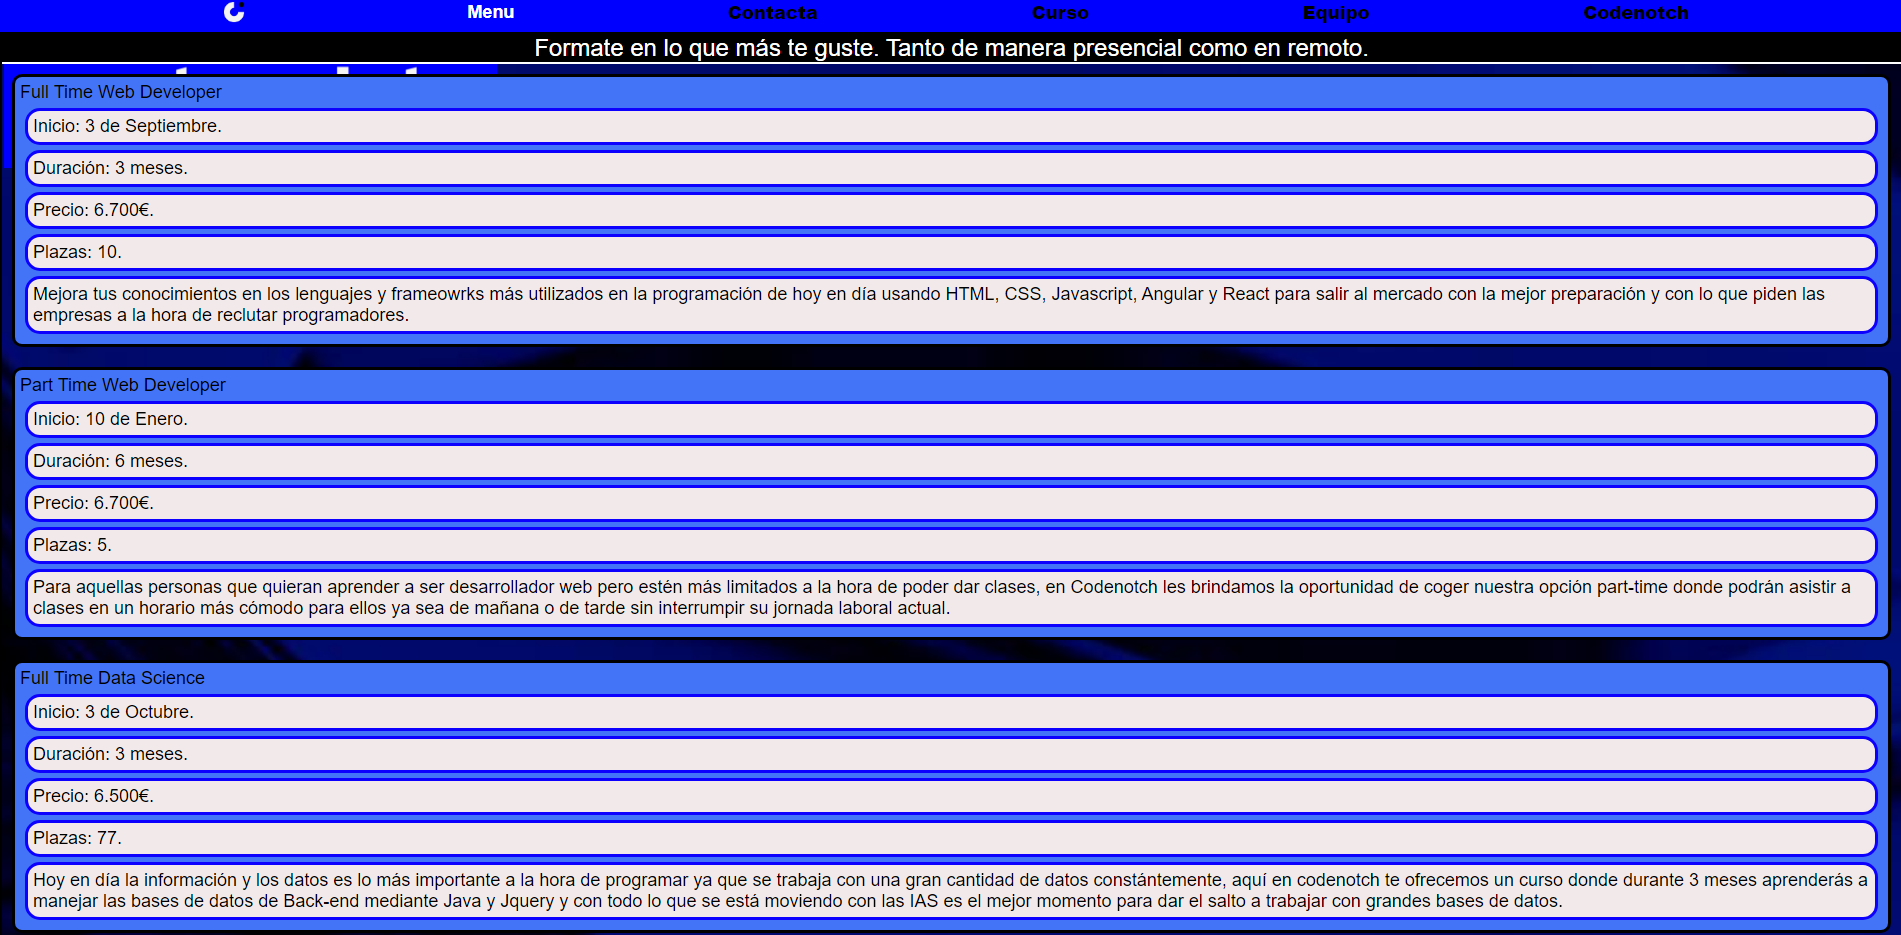 Menu Contacta Curso Equipo Codenotch
Formate en lo que más te guste. Tanto de manera presencial como en remoto.
Full Time Web Developer
Inicio: 3 de Septiembre.
Duración: 3 meses.
Precio: 6.700€.
Plazas: 10.
Mejora tus conocimientos en los lenguajes y frameowrks más utilizados en la programación de hoy en día usando HTML, CSS, Javascript, Angular y React para salir al mercado con la mejor preparación y con lo que piden las
empresas a la hora de reclutar programadores.
Part Time Web Developer
Inicio: 10 de Enero.
Duración: 6 meses.
Precio: 6.700€.
Plazas: 5.
Para aquellas personas que quieran aprender a ser desarrollador web pero estén más limitados a la hora de poder dar clases, en Codenotch les brindamos la oportunidad de coger nuestra opción part-time donde podrán asistir a
clases en un horario más cómodo para ellos ya sea de mañana o de tarde sin interrumpir su jornada laboral actual.
Full Time Data Science
Inicio: 3 de Octubre.
Duración: 3 meses.
Precio: 6.500€.
Plazas: 77.
Hoy en día la información y los datos es lo más importante a la hora de programar ya que se trabaja con una gran cantidad de datos constántemente, aquí en codenotch te ofrecemos un curso donde durante 3 meses aprenderás a
manejar las bases de datos de Back-end mediante Java y Jquery y con todo lo que se está moviendo con las IAS es el mejor momento para dar el salto a trabajar con grandes bases de datos.